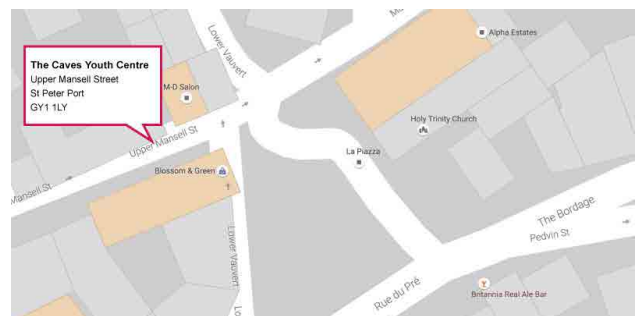 The Caves Youth Centre
Upper Mansell Street
St Peter Port
GY1 1LY
Lower Vauvert
M-D Salon
Alpha Estates
Holy Trinity Church
Upper Mansell St
La Piazza
Blossom & Green
Mansell St
Lower Vauvert
The Bordage
Pedvin St
Rue du Pré
Britannia Real Ale Bar